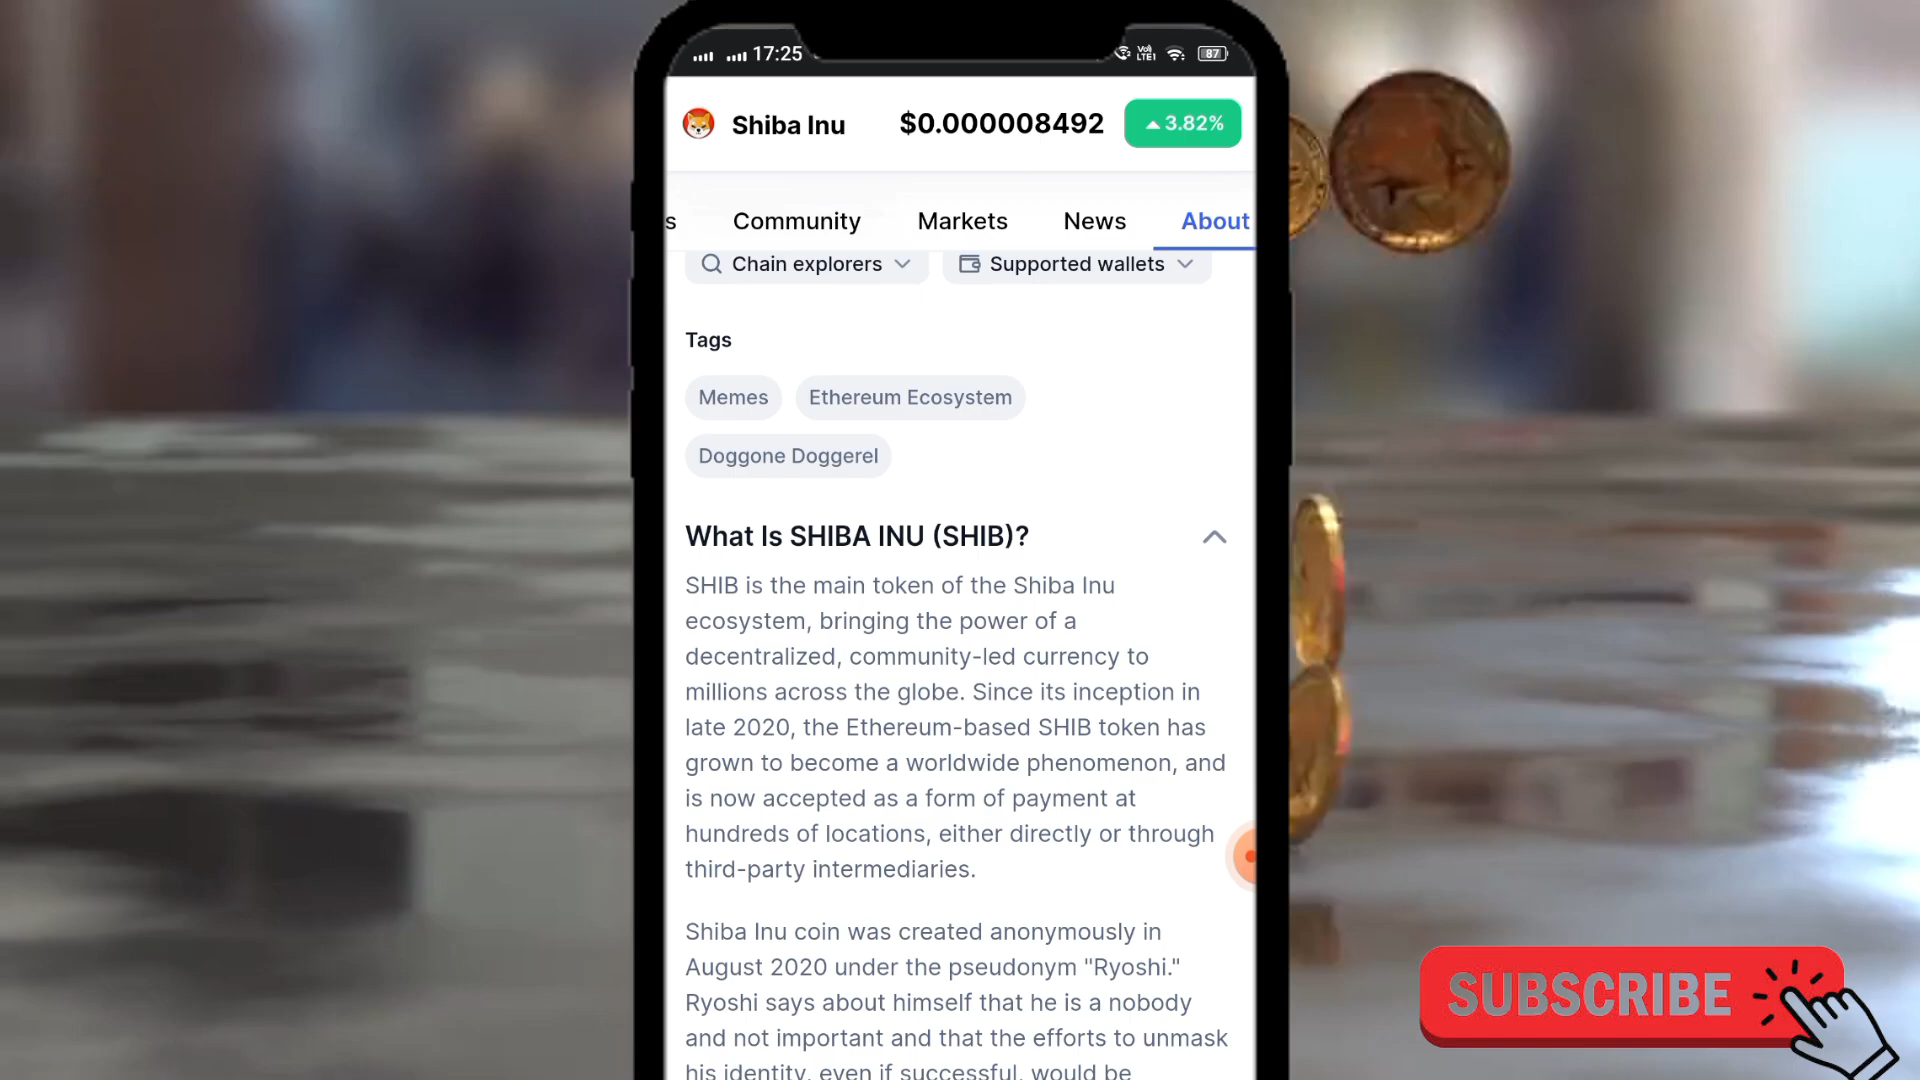 17:25
Vo)
LTE1
87
Shiba Inu $0.000008492 3.82%
s Community Markets News About
Chain explorers Supported wallets
Tags
Memes Ethereum Ecosystem
Doggone Doggerel
What Is SHIBA INU (SHIB)?
SHIB is the main token of the Shiba Inu
ecosystem, bringing the power of a
decentralized, community-led currency to
millions across the globe. Since its inception in
late 2020, the Ethereum-based SHIB token has
grown to become a worldwide phenomenon, and
is now accepted as a form of payment at
hundreds of locations, either directly or through
third-party intermediaries.
Shiba Inu coin was created anonymously in
August 2020 under the pseudonym "Ryoshi."
Ryoshi says about himself that he is a nobody
and not important and that the efforts to unmask
his identity, even if successful, would be
SUBSCRIBE